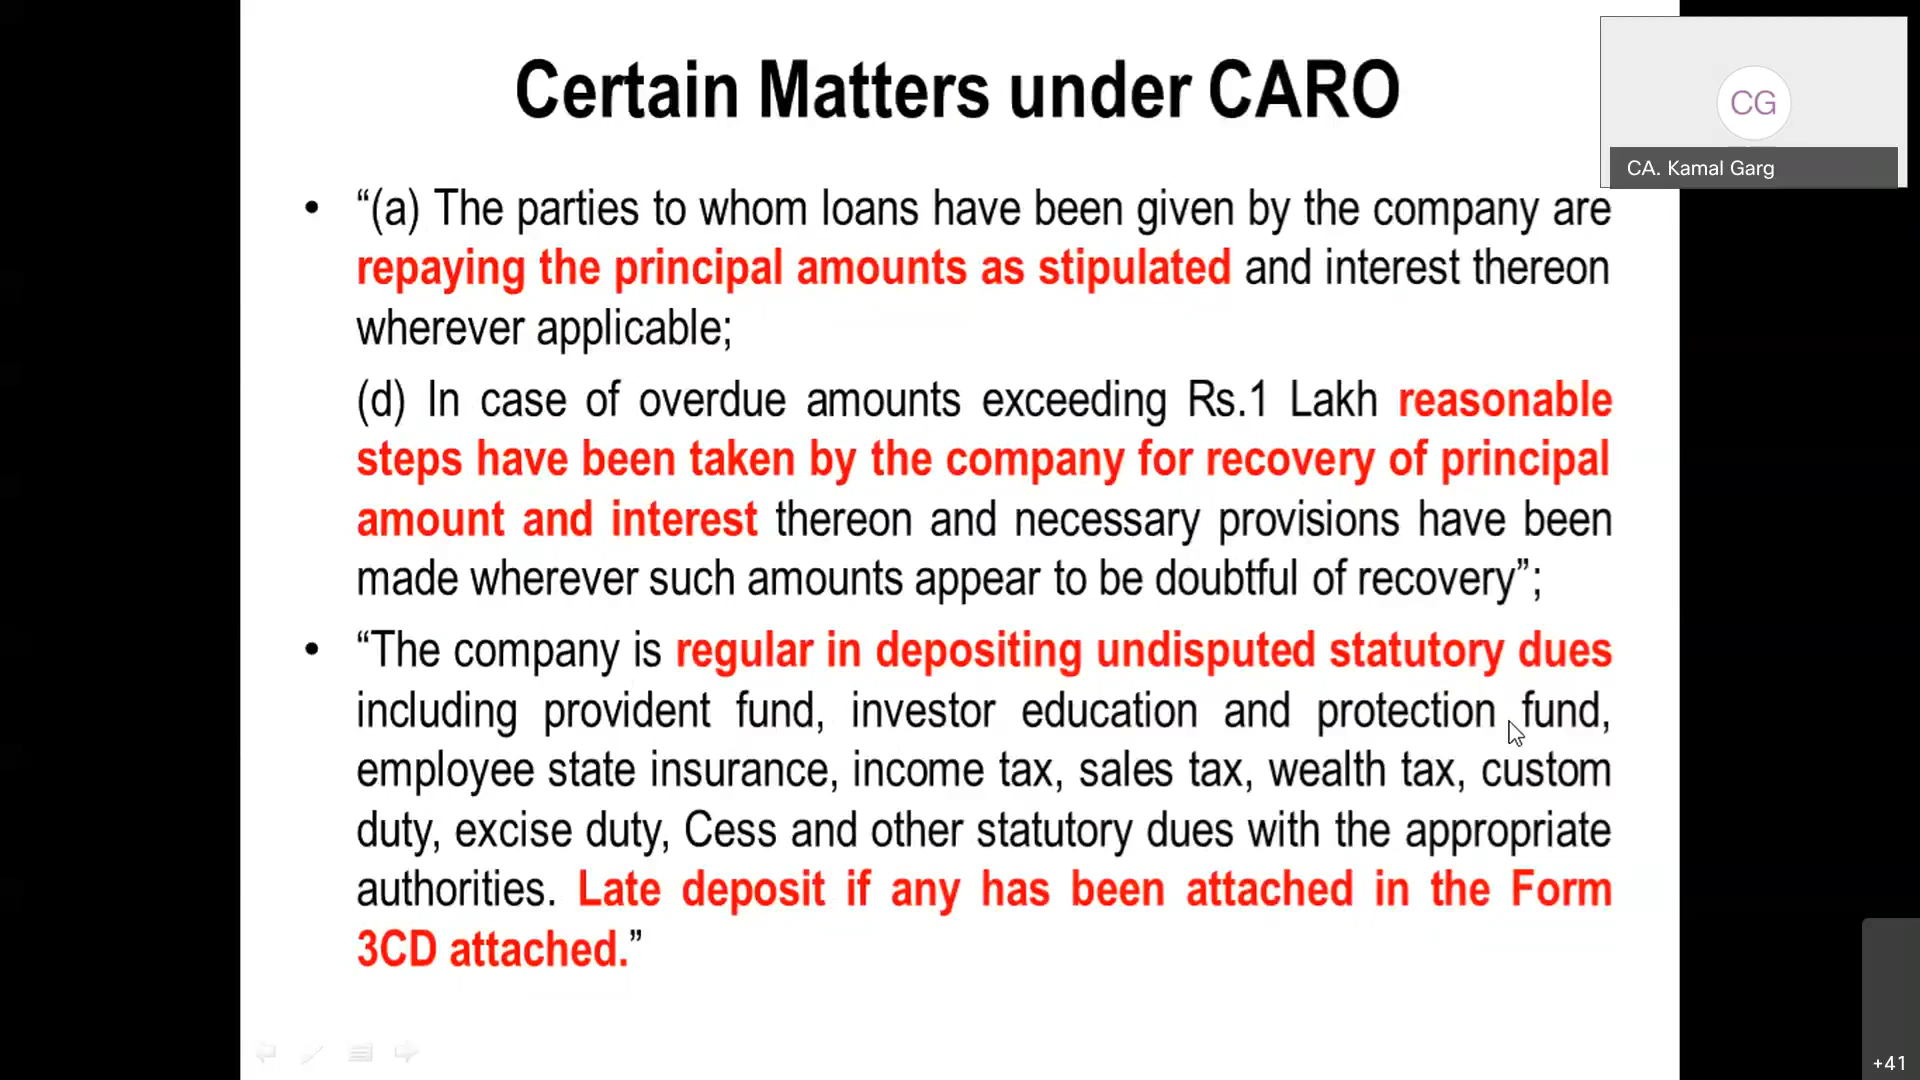 Certain Matters under CARO
CG
CA. Kamal Garg
• “(a) The parties to whom loans have been given by the company are
repaying the principal amounts as stipulated and interest thereon
wherever applicable;
(d) In case of overdue amounts exceeding Rs.1 Lakh reasonable
steps have been taken by the company for recovery of principal
amount and interest thereon and necessary provisions have been
made wherever such amounts appear to be doubtful of recovery”;
• “The company is regular in depositing undisputed statutory dues
including provident fund, investor education and protection fund,
employee state insurance, income tax, sales tax, wealth tax, custom
duty, excise duty, Cess and other statutory dues with the appropriate
authorities. Late deposit if any has been attached in the Form
3CD attached.”
+41